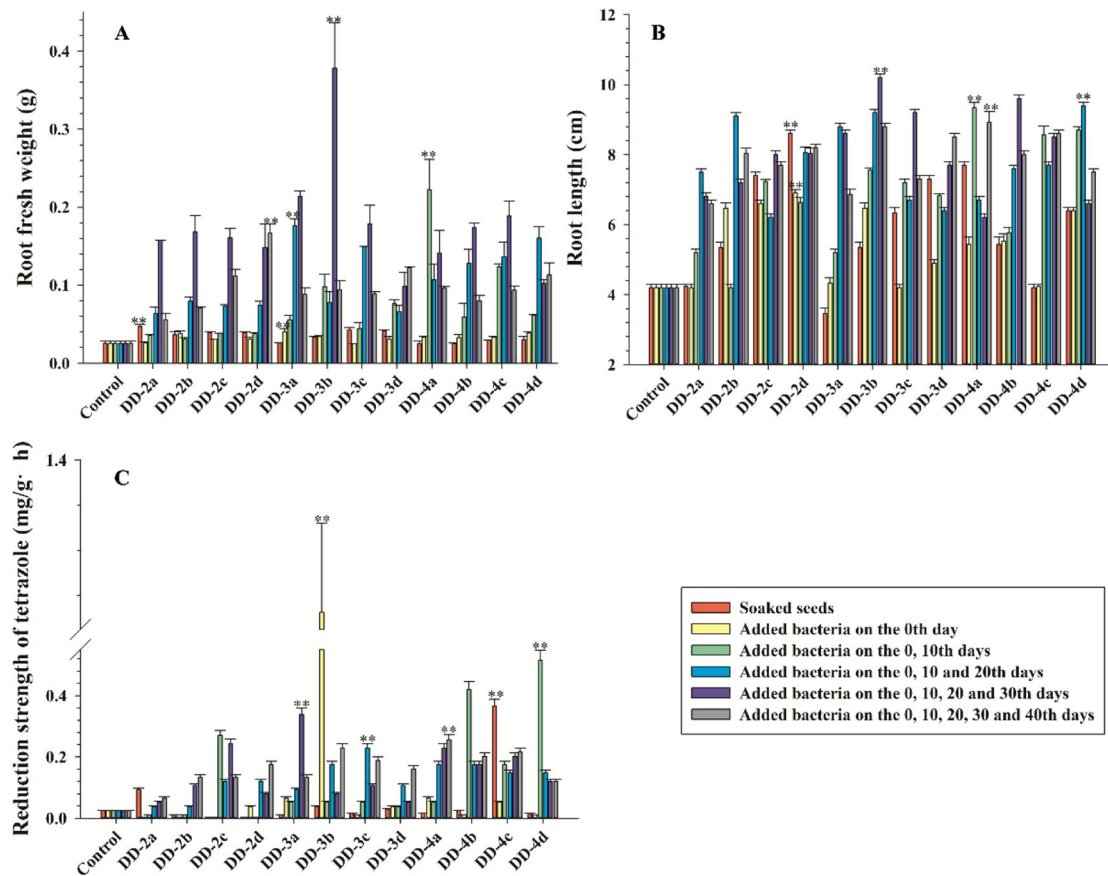 A
Root fresh weight (g)
0.4
0.3
0.2
0.1
0.0
**
**
**
**
**
**
Control
DD-2a
DD-2b
DD-2c
DD-2d
DD-3a
DD-3b
DD-3c
DD-3d
DD-4a
DD-4b
DD-4c
DD-4d
B
Root length (cm)
12
10
8
6
4
2
**
**
**
**
**
**
Control
DD-2a
DD-2b
DD-2c
DD-2d
DD-3a
DD-3b
DD-3c
DD-3d
DD-4a
DD-4b
DD-4c
DD-4d
C
Reduction strength of tetrazole (mg/g· h)
1.4
0.4
0.2
0.0
**
**
**
**
**
**
Control
DD-2a
DD-2b
DD-2c
DD-2d
DD-3a
DD-3b
DD-3c
DD-3d
DD-4a
DD-4b
DD-4c
DD-4d
Soaked seeds
Added bacteria on the 0th day
Added bacteria on the 0, 10th days
Added bacteria on the 0, 10 and 20th days
Added bacteria on the 0, 10, 20 and 30th days
Added bacteria on the 0, 10, 20, 30 and 40th days